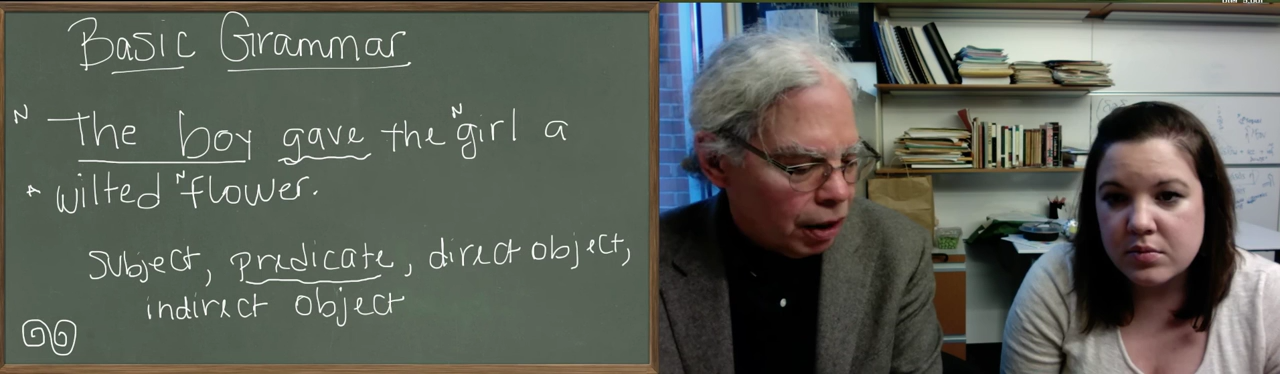 Basic Grammar
N The boy gave the N girl a
A wilted N flower.
Subject, predicate, direct object,
indirect object